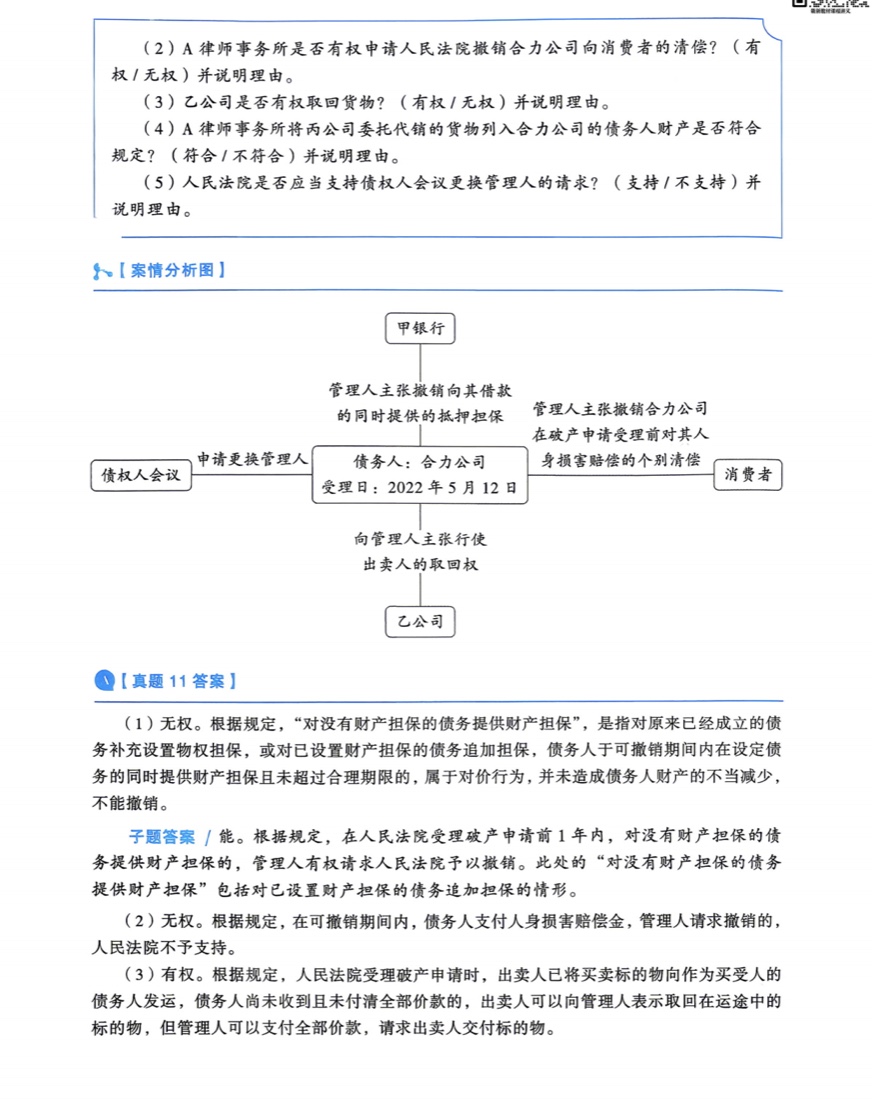 （2）A 律师事务所是否有权申请人民法院撤销合力公司向消费者的清偿？（有
权 / 无权）并说明理由。
（3）乙公司是否有权取回货物？（有权 / 无权）并说明理由。
（4）A 律师事务所将丙公司委托代销的货物列入合力公司的债务人财产是否符合
规定？（符合 / 不符合）并说明理由。
（5）人民法院是否应当支持债权人会议更换管理人的请求？（支持 / 不支持）并
说明理由。
【案情分析图】
甲银行
管理人主张撤销向其借款
的同时提供的抵押担保
管理人主张撤销合力公司
在破产申请受理前对其人
身损害赔偿的个别清偿
债权人会议
申请更换管理人
债务人：合力公司
受理日：2022 年 5 月 12 日
消费者
向管理人主张行使
出卖人的取回权
乙公司
【真题 11 答案】
（1）无权。根据规定，“对没有财产担保的债务提供财产担保”，是指对原来已经成立的债
务补充设置物权担保，或对已设置财产担保的债务追加担保，债务人于可撤销期间内在设定债
务的同时提供财产担保且未超过合理期限的，属于对价行为，并未造成债务人财产的不当减少，
不能撤销。
子题答案 / 能。根据规定，在人民法院受理破产申请前 1 年内，对没有财产担保的债
务提供财产担保的，管理人有权请求人民法院予以撤销。此处的“对没有财产担保的债务
提供财产担保”包括对已设置财产担保的债务追加担保的情形。
（2）无权。根据规定，在可撤销期间内，债务人支付人身损害赔偿金，管理人请求撤销的，
人民法院不予支持。
（3）有权。根据规定，人民法院受理破产申请时，出卖人已将买卖标的物向作为买受人的
债务人发运，债务人尚未收到且未付清全部价款的，出卖人可以向管理人表示取回在运途中的
标的物，但管理人可以支付全部价款，请求出卖人交付标的物。